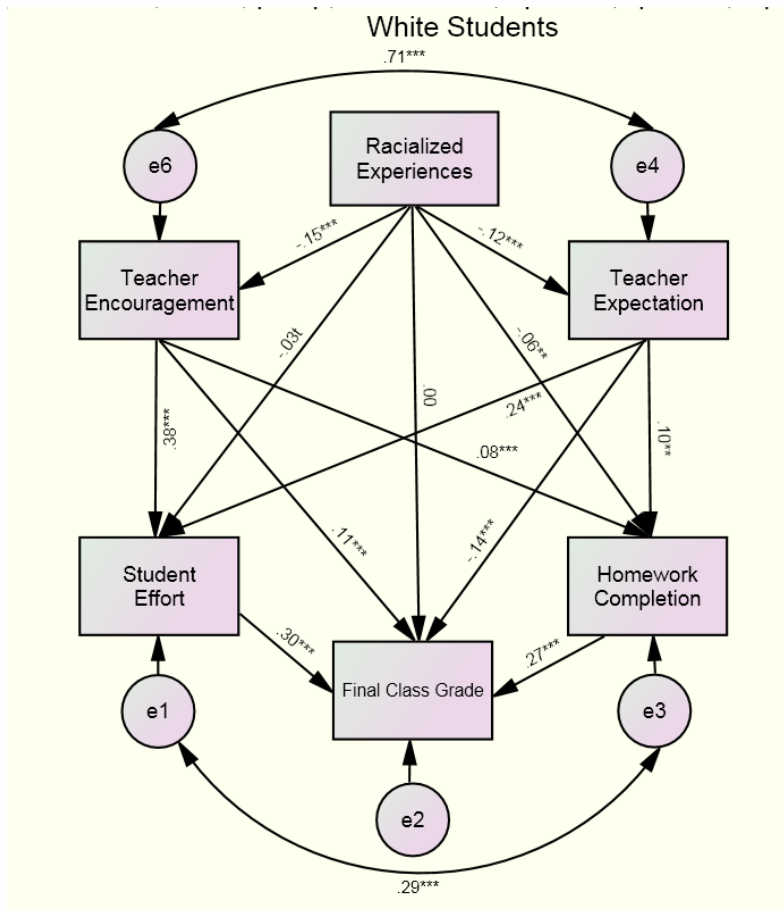 White Students
.71***
e6
Racialized
Experiences
e4
-.15***
-.12***
Teacher
Encouragement
Teacher
Expectation
-.03t
-.06**
.00
.38***
.24***
.10**
.08***
.11***
-.14***
Student
Effort
Homework
Completion
.30***
.27***
Final Class Grade
e1
e3
e2
.29***